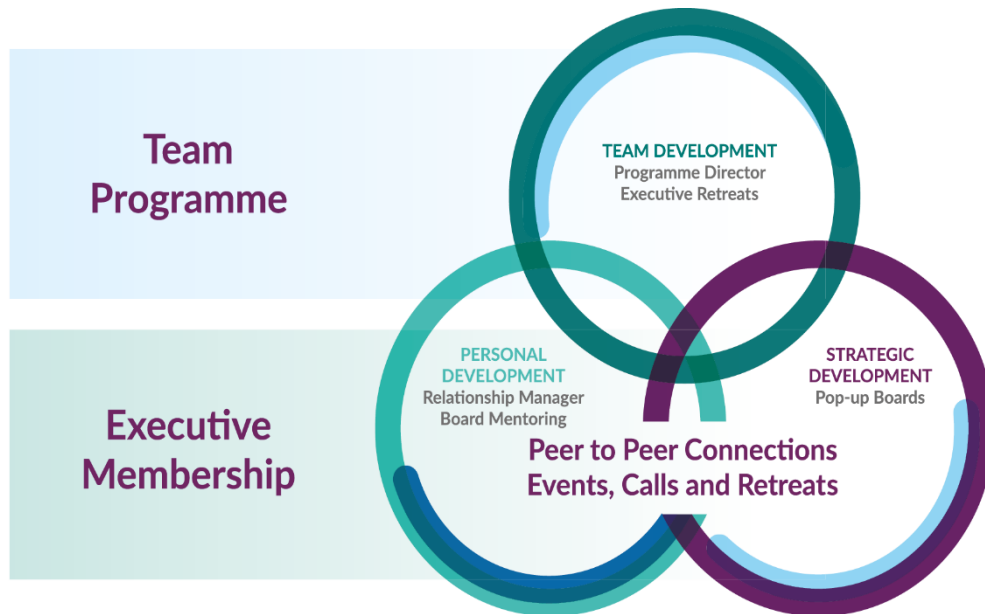 Team
Programme
TEAM DEVELOPMENT
Programme Director
Executive Retreats
PERSONAL
DEVELOPMENT
Relationship Manager
Board Mentoring
STRATEGIC
DEVELOPMENT
Pop-up Boards
Executive
Membership
Peer to Peer Connections
Events, Calls and Retreats